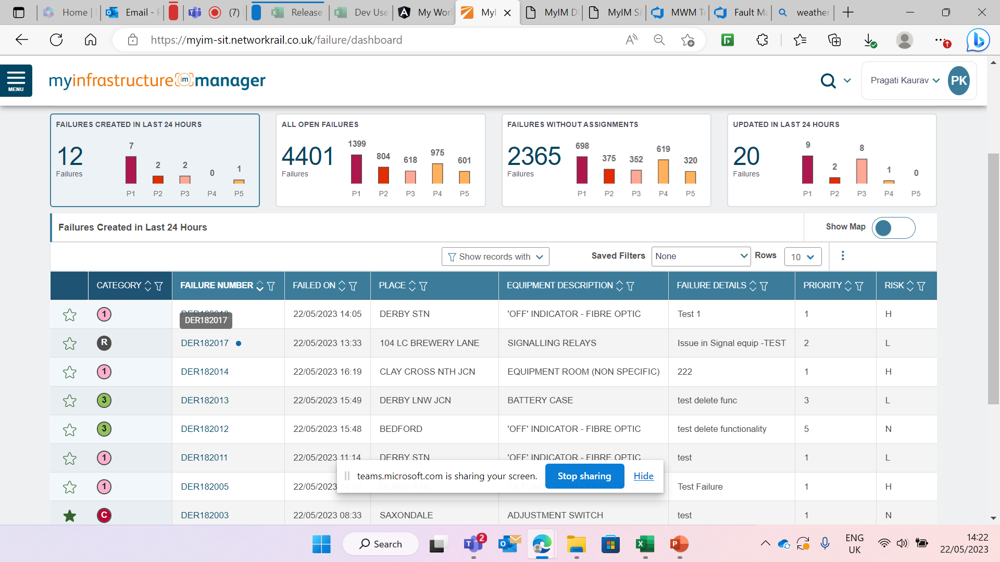 Home |
Email - F
(7)
Release
Dev Use
My Worl
MyI
MyIM D
MyIM S
MWM Te
Fault Ma
weather
https://myim-sit.networkrail.co.uk/failure/dashboard
MENU
myinfrastructure im manager
Pragati Kaurav
PK
FAILURES CREATED IN LAST 24 HOURS
12
Failures
7 2 2 0 1
P1 P2 P3 P4 P5
ALL OPEN FAILURES
4401
Failures
1399 804 618 975 601
P1 P2 P3 P4 P5
FAILURES WITHOUT ASSIGNMENTS
2365
Failures
698 375 352 619 320
P1 P2 P3 P4 P5
UPDATED IN LAST 24 HOURS
20
Failures
9 2 8 1 0
P1 P2 P3 P4 P5
Failures Created in Last 24 Hours
Show Map
Show records with
Saved Filters None Rows 10
CATEGORY FAILURE NUMBER FAILED ON PLACE EQUIPMENT DESCRIPTION FAILURE DETAILS PRIORITY RISK
1 22/05/2023 14:05 DERBY STN 'OFF' INDICATOR - FIBRE OPTIC Test 1 1 H
DER182017
R DER182017 22/05/2023 13:33 104 LC BREWERY LANE SIGNALLING RELAYS Issue in Signal equip -TEST 2 L
1 DER182014 22/05/2023 16:19 CLAY CROSS NTH JCN EQUIPMENT ROOM (NON SPECIFIC) 222 1 H
3 DER182013 22/05/2023 15:49 DERBY LNW JCN BATTERY CASE test delete func 3 L
3 DER182012 22/05/2023 15:48 BEDFORD 'OFF' INDICATOR - FIBRE OPTIC test delete functionality 5 N
1 DER182011 22/05/2023 11:14 DERBY STN 'OFF' INDICATOR - FIBRE OPTIC test 1 L
teams.microsoft.com is sharing your screen. Stop sharing Hide
1 DER182005 22/05/2023 Test Failure 1 H
C DER182003 22/05/2023 08:33 SAXONDALE ADJUSTMENT SWITCH test 1 N
Search
2
ENG
UK
14:22
22/05/2023